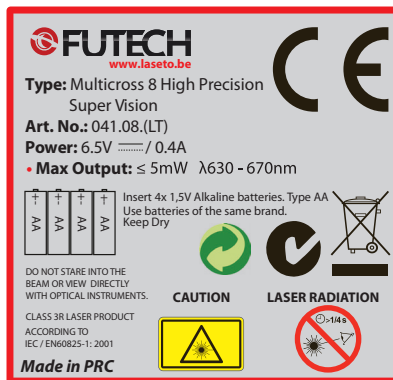 FUTECH
www.laseto.be
Type: Multicross 8 High Precision
Super Vision
Art. No.: 041.08.(LT)
Power: 6.5V ⎓ / 0.4A
• Max Output: ≤ 5mW λ630 - 670nm
+ AA -
+ AA -
+ AA -
+ AA -
Insert 4x 1,5V Alkaline batteries. Type AA
Use batteries of the same brand.
Keep Dry
DO NOT STARE INTO THE
BEAM OR VIEW DIRECTLY
WITH OPTICAL INSTRUMENTS.
CLASS 3R LASER PRODUCT
ACCORDING TO
IEC / EN60825-1: 2001
Made in PRC
CE
CAUTION
LASER RADIATION
>1/4 s